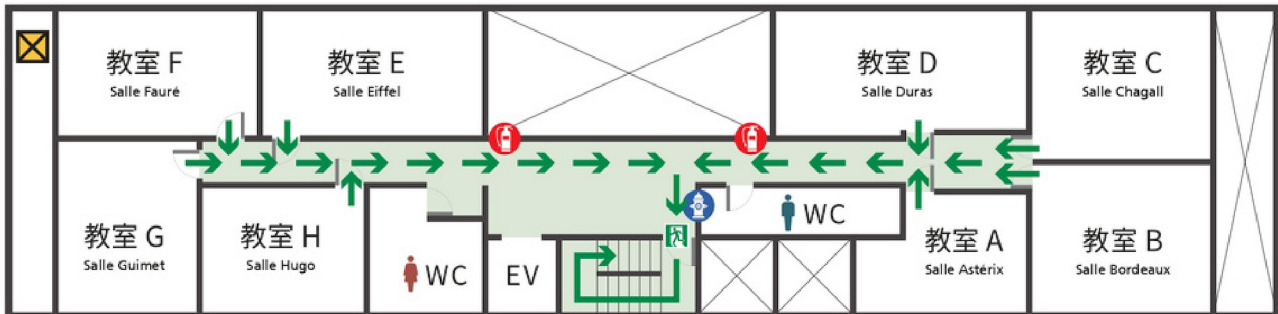 教室 F
Salle Fauré
教室 E
Salle Eiffel
教室 D
Salle Duras
教室 C
Salle Chagall
教室 G
Salle Guimet
教室 H
Salle Hugo
WC
EV
WC
教室 A
Salle Astérix
教室 B
Salle Bordeaux